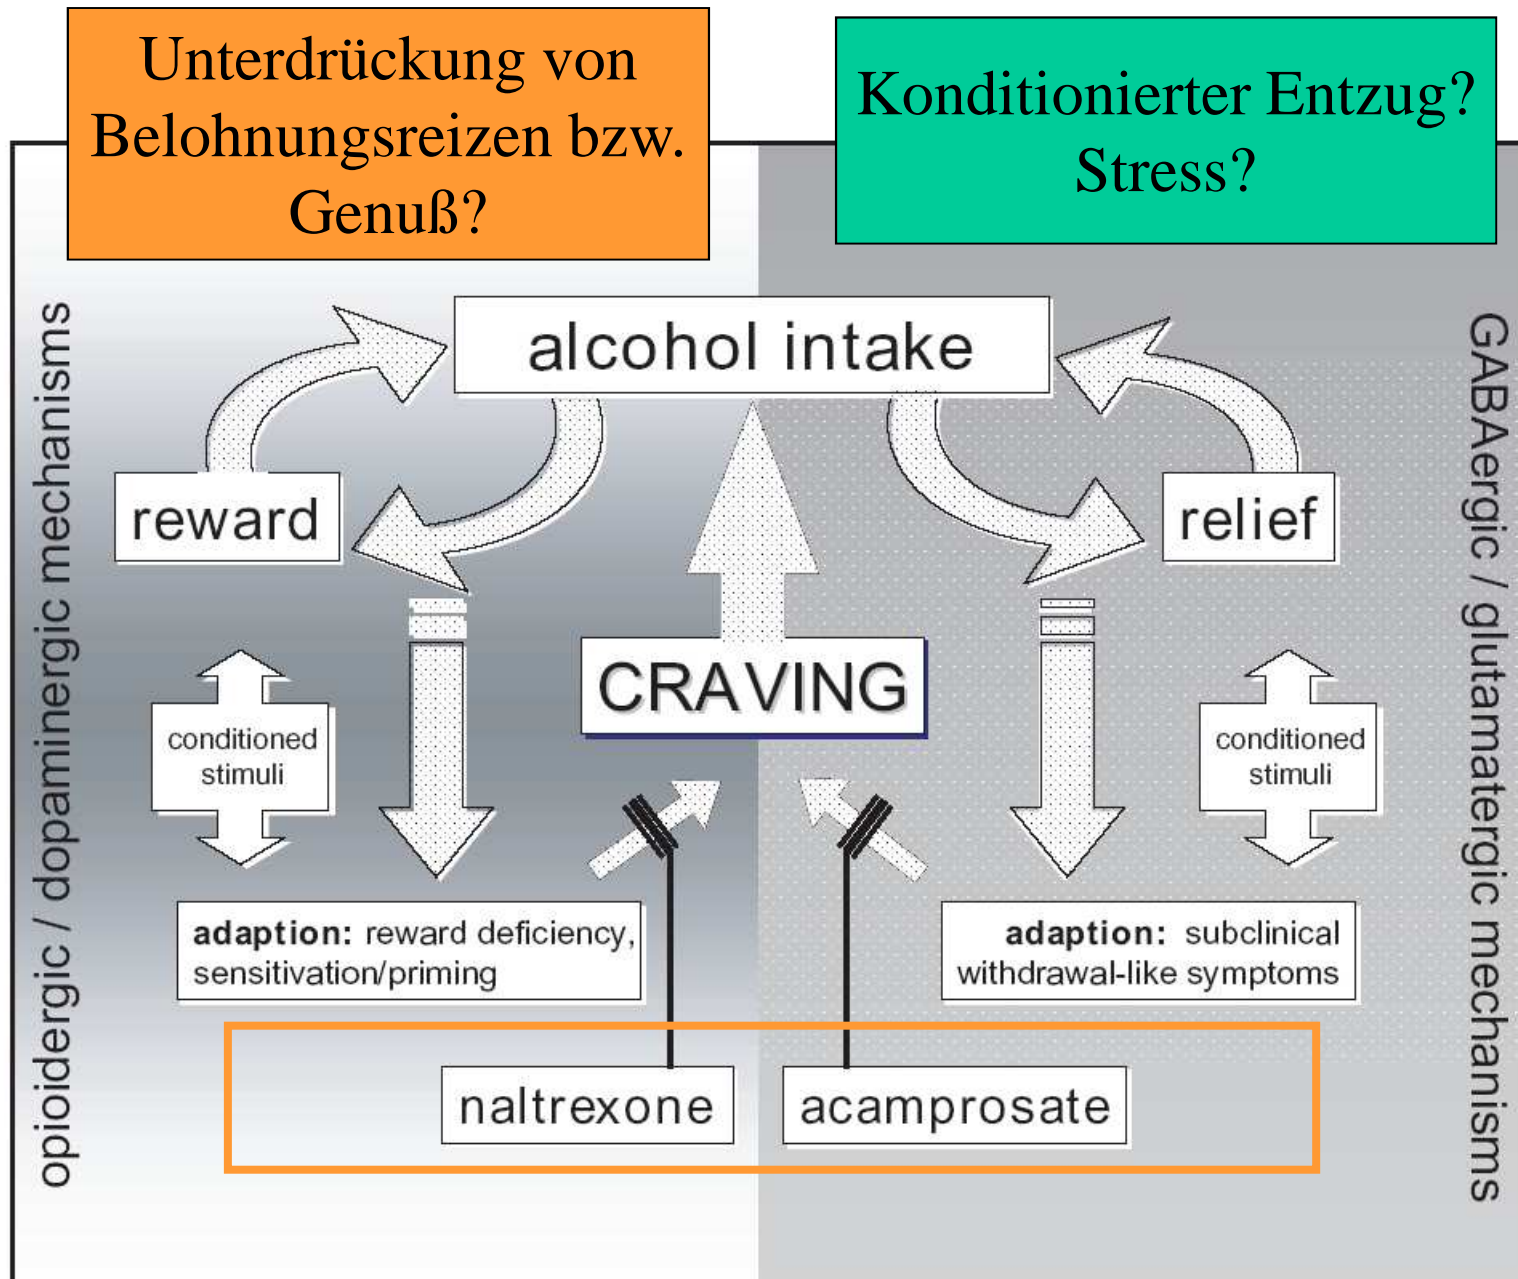 Unterdrückung von
Belohnungsreizen bzw.
Genuß?
Konditionierter Entzug?
Stress?
opioidergic / dopaminergic mechanisms
alcohol intake
reward
relief
CRAVING
conditioned
stimuli
conditioned
stimuli
adaption: reward deficiency,
sensitivation/priming
adaption: subclinical
withdrawal-like symptoms
naltrexone
acamprosate
GABAergic / glutamatergic mechanisms